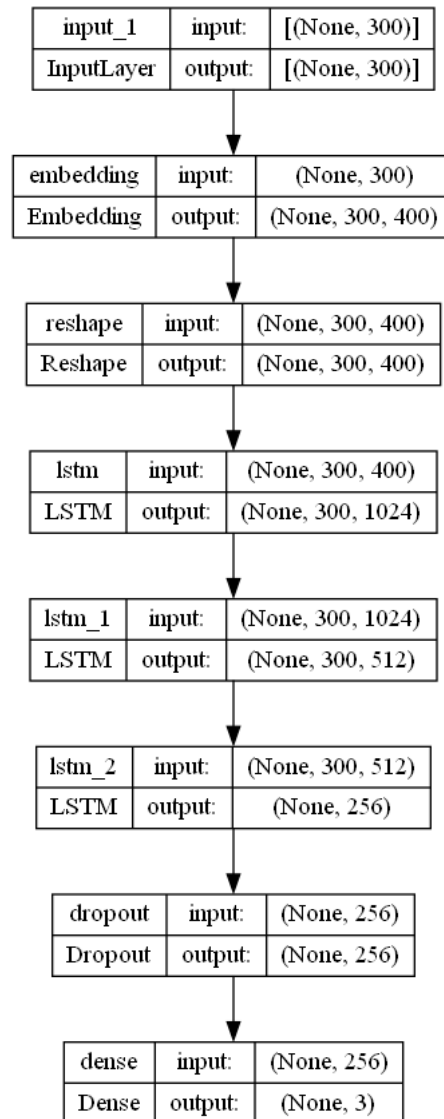 input_1 input: [(None, 300)]
InputLayer output: [(None, 300)]
embedding input: (None, 300)
Embedding output: (None, 300, 400)
reshape input: (None, 300, 400)
Reshape output: (None, 300, 400)
lstm input: (None, 300, 400)
LSTM output: (None, 300, 1024)
lstm_1 input: (None, 300, 1024)
LSTM output: (None, 300, 512)
lstm_2 input: (None, 300, 512)
LSTM output: (None, 256)
dropout input: (None, 256)
Dropout output: (None, 256)
dense input: (None, 256)
Dense output: (None, 3)